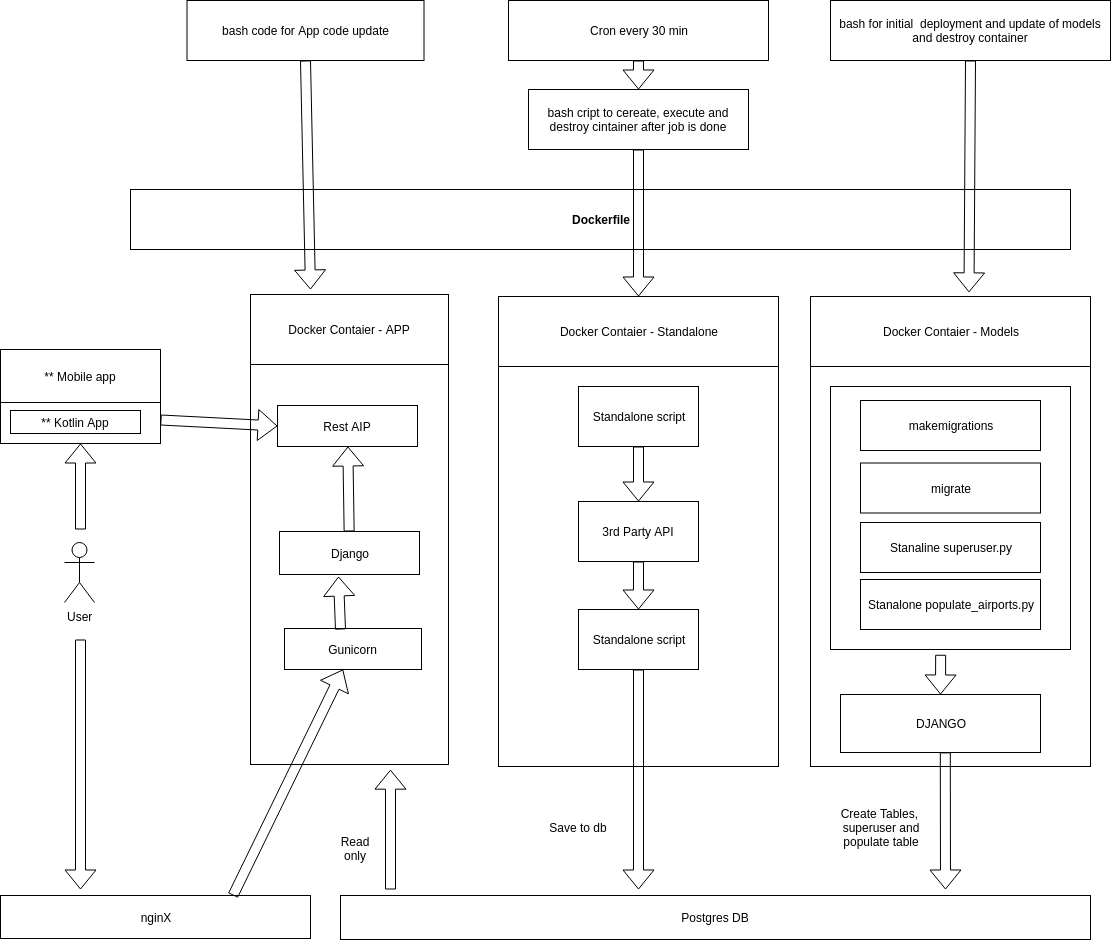 bash code for App code update
Cron every 30 min
bash for initial  deployment and update of models
and destroy container
bash cript to cereate, execute and
destroy cintainer after job is done
Dockerfile
Docker Contaier - APP
Docker Contaier - Standalone
Docker Contaier - Models
** Mobile app
** Kotlin App
Rest AIP
Standalone script
makemigrations
migrate
3rd Party API
Django
Stanaline superuser.py
Stanalone populate_airports.py
User
Gunicorn
Standalone script
DJANGO
Read
only
Save to db
Create Tables,
superuser and
populate table
nginX
Postgres DB